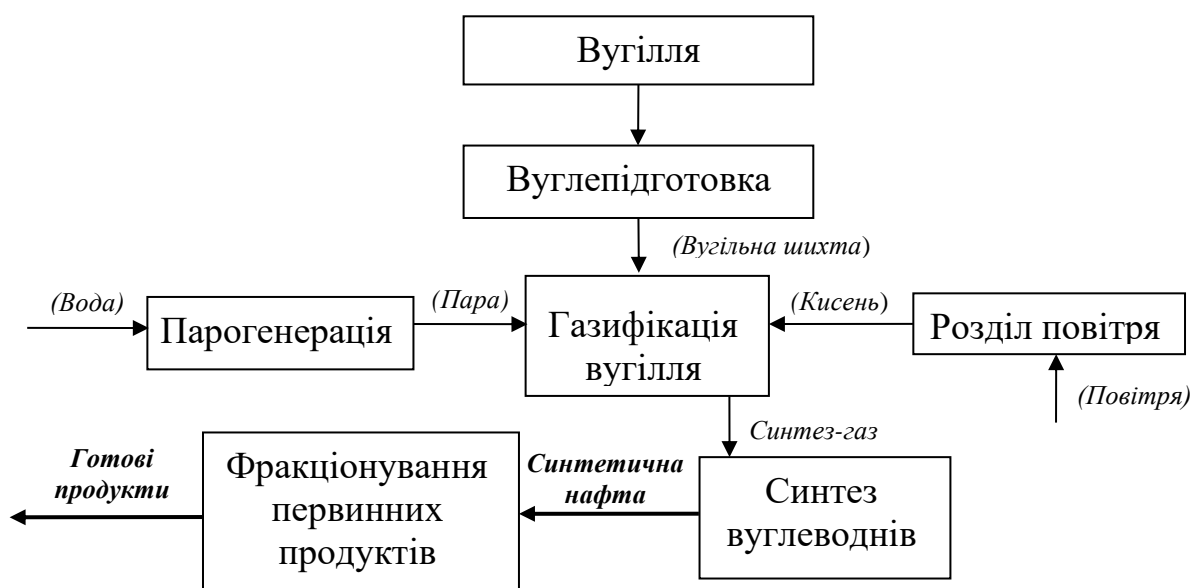 Вугілля
Вуглепідготовка
(Вугільна шихта)
(Вода)
Парогенерація
(Пара)
Газифікація
вугілля
(Кисень)
Розділ повітря
(Повітря)
Синтез-газ
Готові
продукти
Фракціонування
первинних
продуктів
Синтетична
нафта
Синтез
вуглеводнів